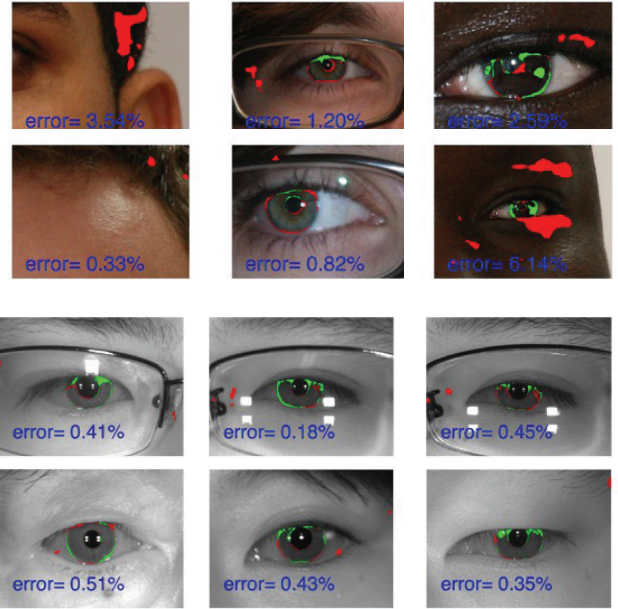 error= 3.54%
error= 1.20%
error= 2.59%
error= 0.33%
error= 0.82%
error= 6.14%
error= 0.41%
error= 0.18%
error= 0.45%
error= 0.51%
error= 0.43%
error= 0.35%